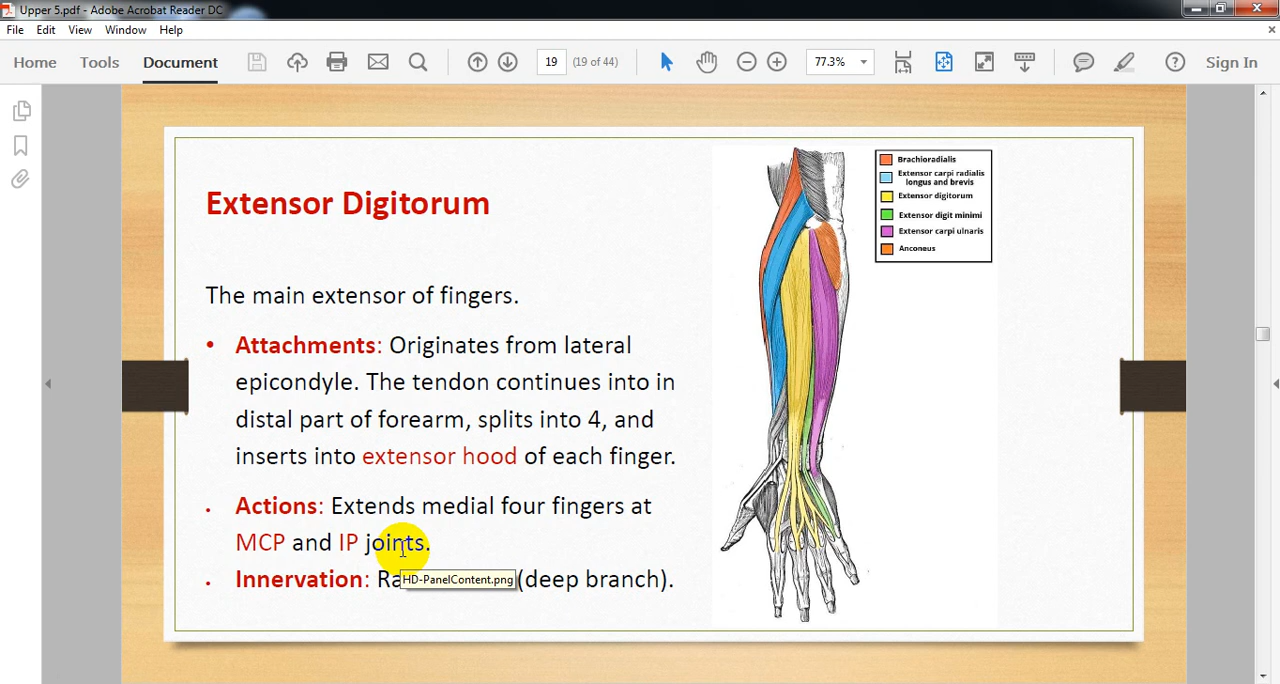 Upper 5.pdf - Adobe Acrobat Reader DC
File Edit View Window Help
Home Tools Document 19 (19 of 44) 77.3% Sign In
Extensor Digitorum
The main extensor of fingers.
• Attachments: Originates from lateral
epicondyle. The tendon continues into in
distal part of forearm, splits into 4, and
inserts into extensor hood of each finger.
• Actions: Extends medial four fingers at
MCP and IP joints.
• Innervation: (deep branch).
HD-PanelContent.png
Brachioradialis
Extensor carpi radialis
longus and brevis
Extensor digitorum
Extensor digit minimi
Extensor carpi ulnaris
Anconeus